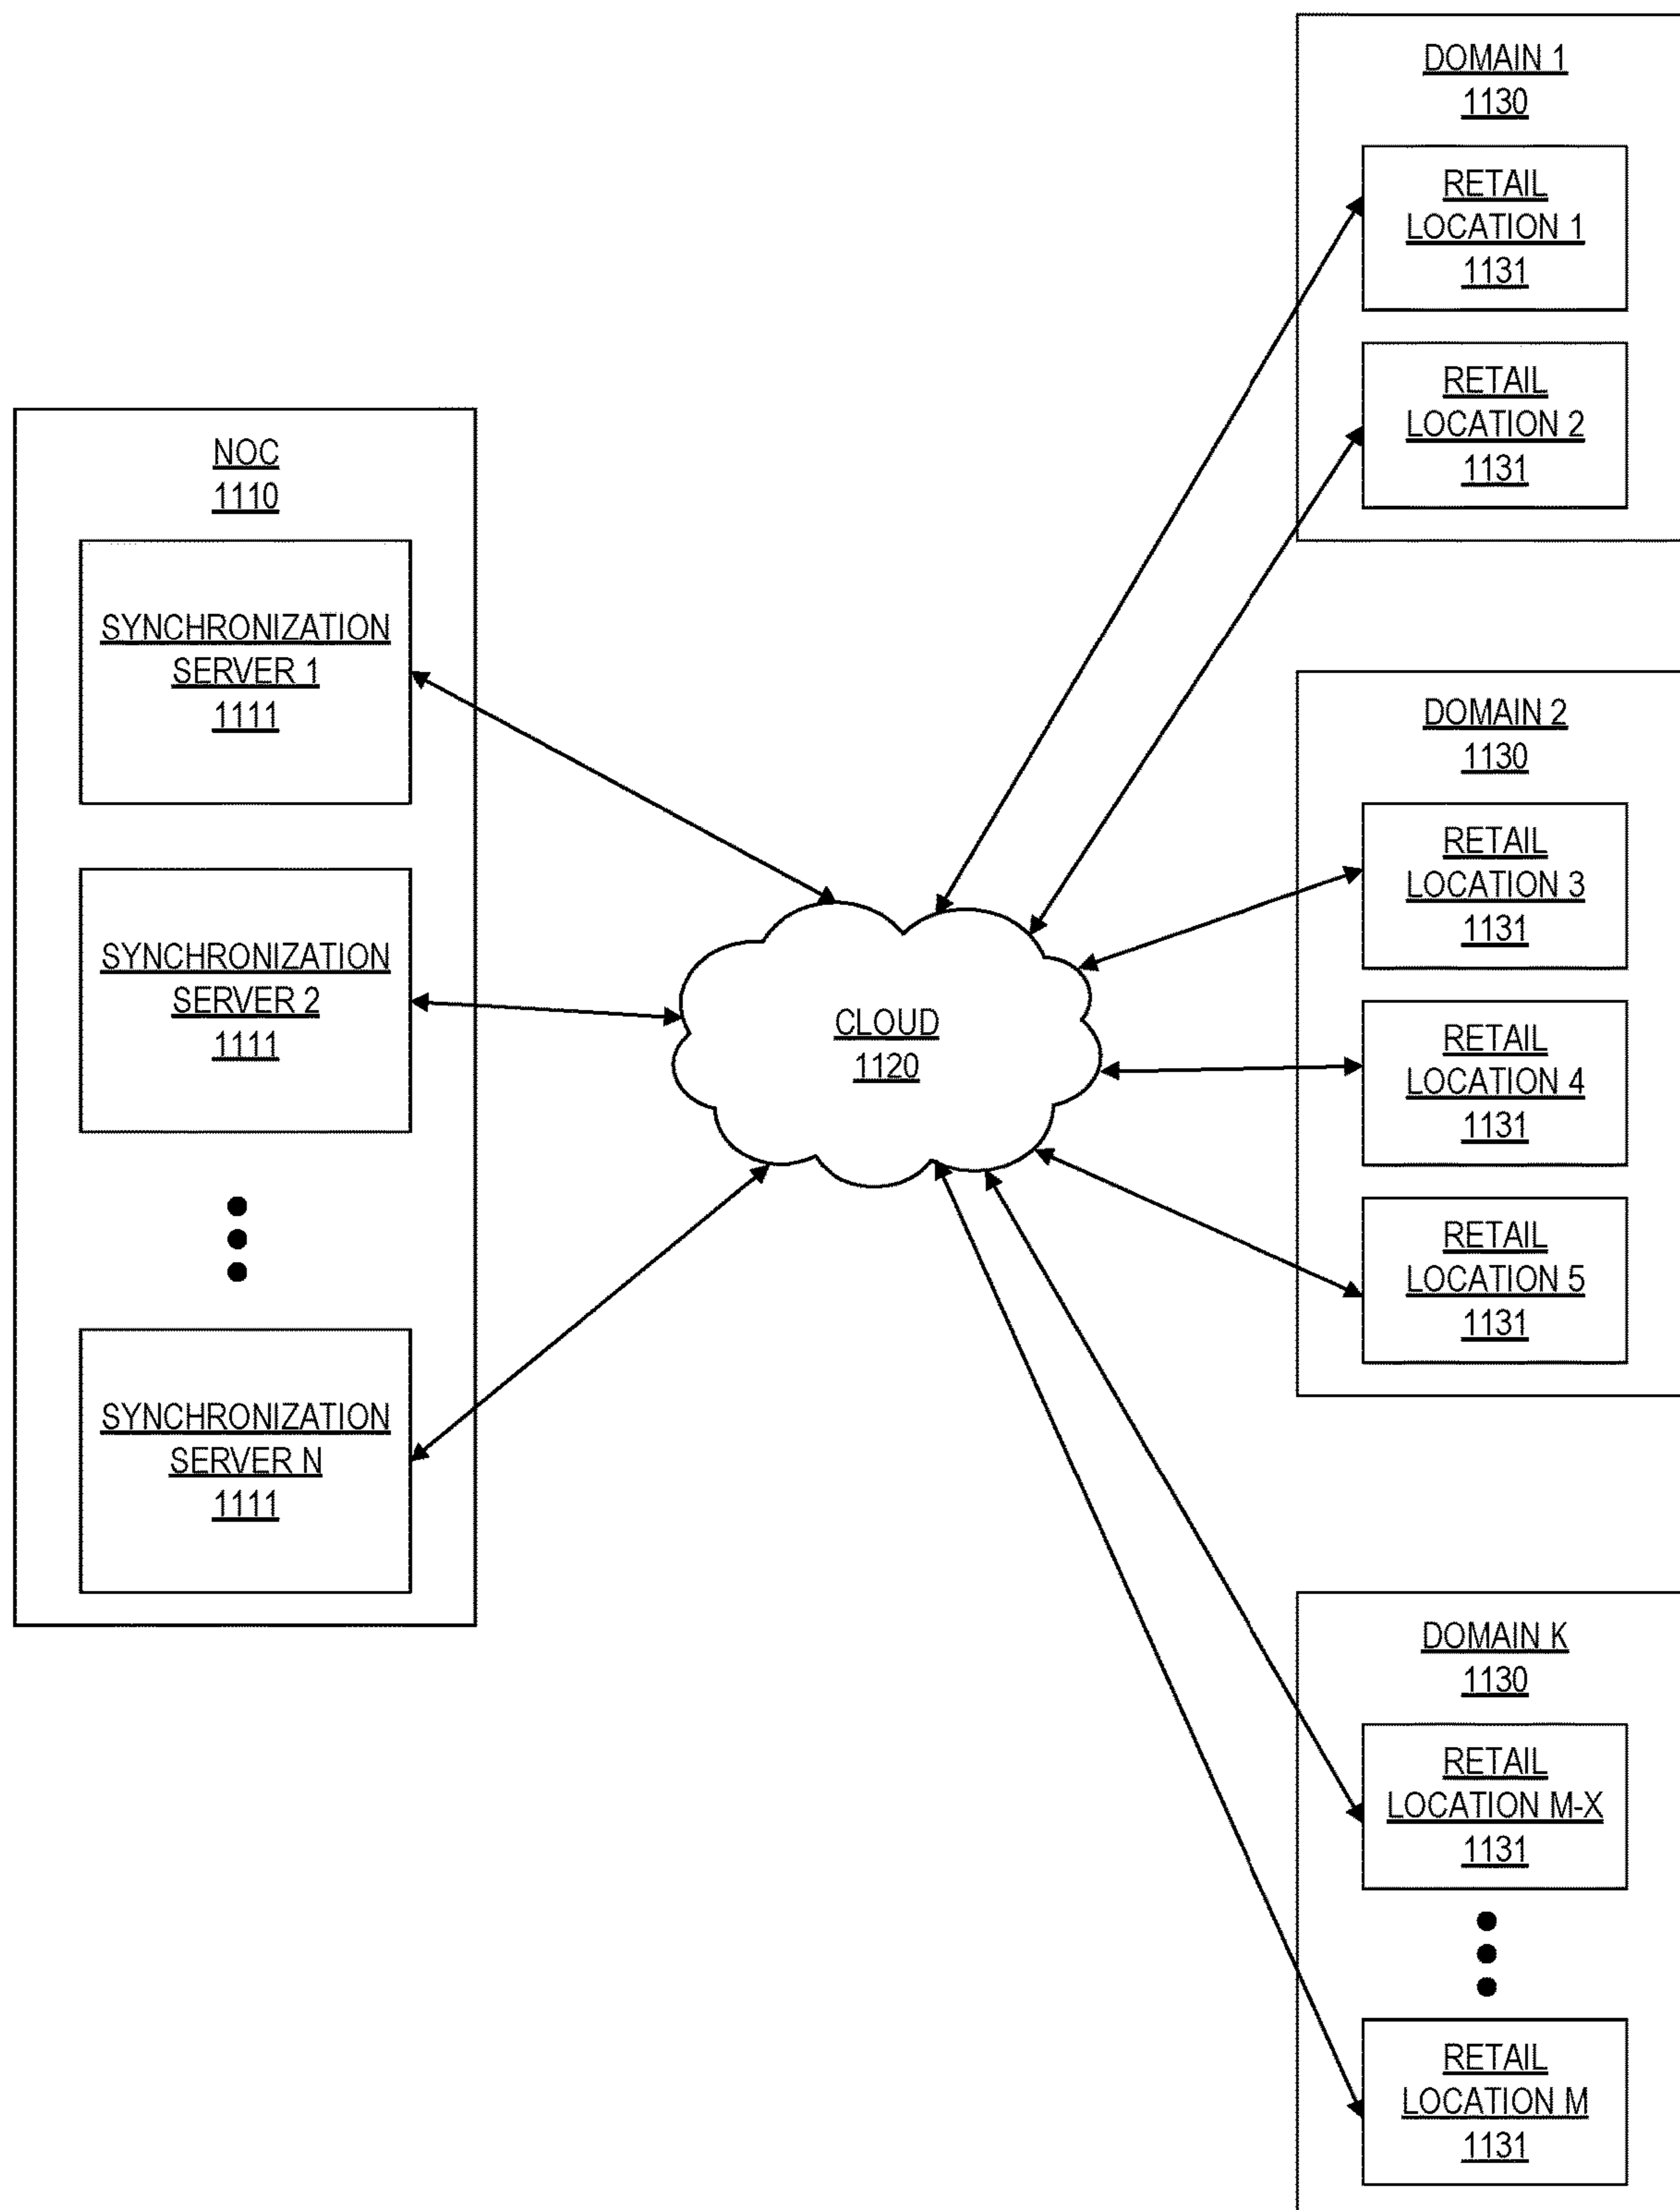 NOC
1110
SYNCHRONIZATION
SERVER 1
1111
SYNCHRONIZATION
SERVER 2
1111
SYNCHRONIZATION
SERVER N
1111
CLOUD
1120
DOMAIN 1
1130
RETAIL
LOCATION 1
1131
RETAIL
LOCATION 2
1131
DOMAIN 2
1130
RETAIL
LOCATION 3
1131
RETAIL
LOCATION 4
1131
RETAIL
LOCATION 5
1131
DOMAIN K
1130
RETAIL
LOCATION M-X
1131
RETAIL
LOCATION M
1131